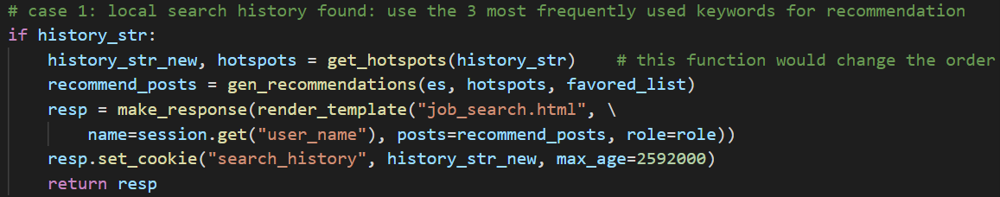 # case 1: local search history found: use the 3 most frequently used keywords for recommendation
if history_str:
    history_str_new, hotspots = get_hotspots(history_str)    # this function would change the order
    recommend_posts = gen_recommendations(es, hotspots, favored_list)
    resp = make_response(render_template("job_search.html", \
        name=session.get("user_name"), posts=recommend_posts, role=role))
    resp.set_cookie("search_history", history_str_new, max_age=2592000)
    return resp